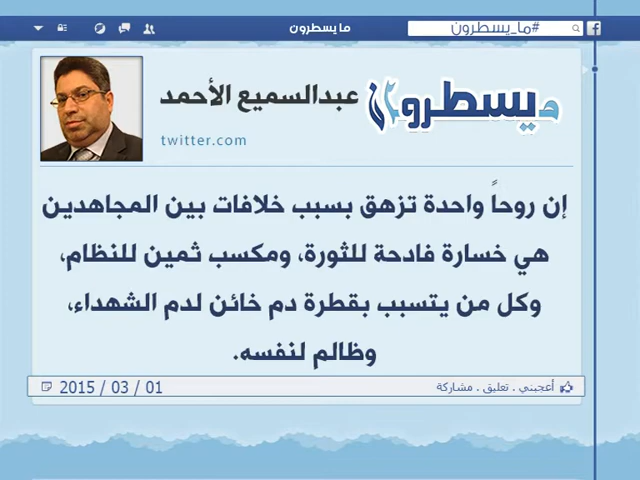 ما يسطرون
#ما_يسطرون
ما يسطرون
عبدالسميع الأحمد
twitter.com
إن روحاً واحدة تزهق بسبب خلافات بين المجاهدين
هي خسارة فادحة للثورة، ومكسب ثمين للنظام،
وكل من يتسبب بقطرة دم خائن لدم الشهداء،
وظالم لنفسه.
أعجبني . تعليق . مشاركة
2015 / 03 / 01